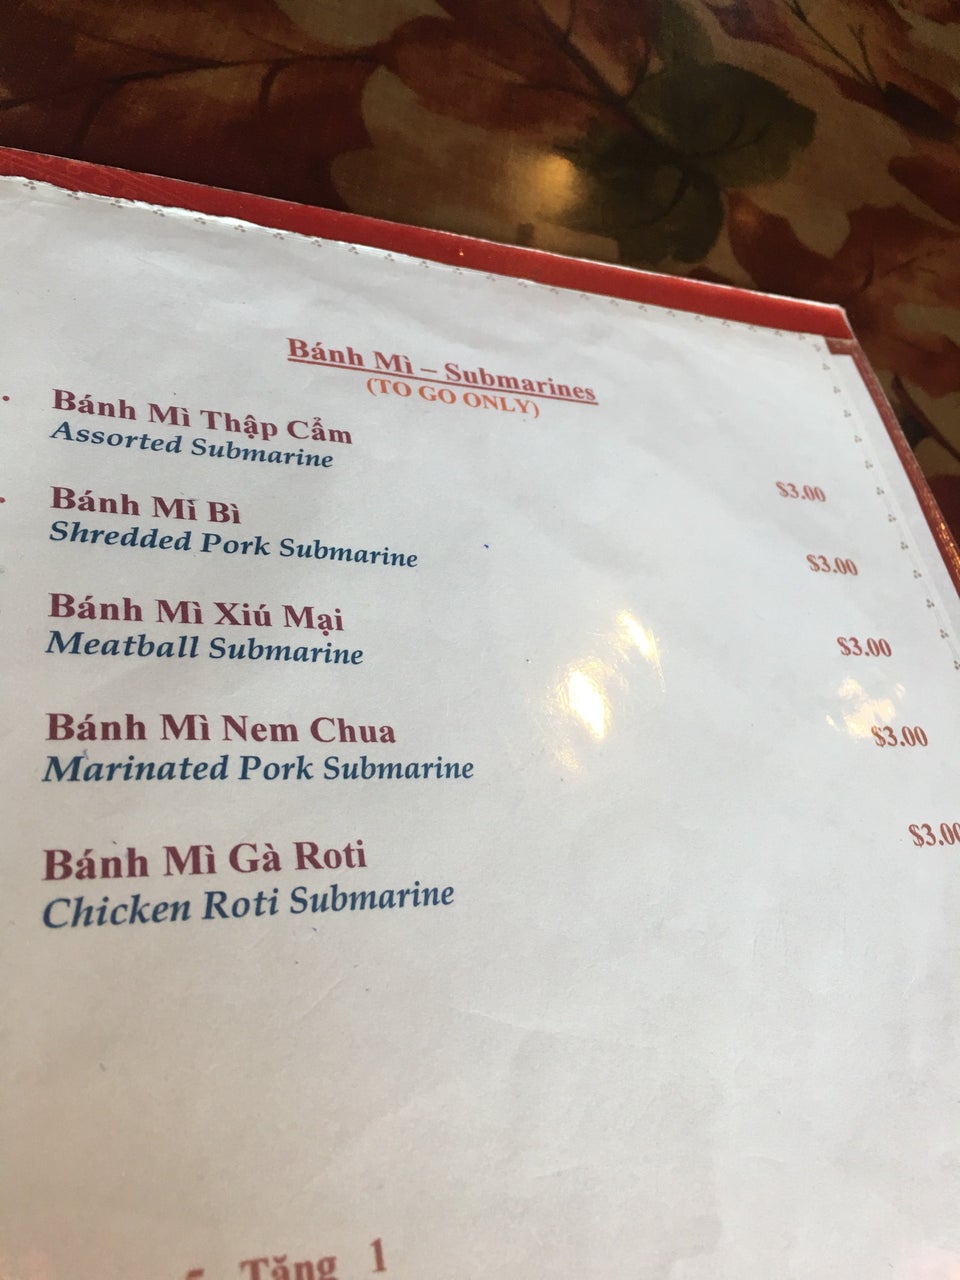 Bánh Mì – Submarines
(TO GO ONLY)
Bánh Mì Thập Cẩm
Assorted Submarine
$3.00
Bánh Mì Bì
Shredded Pork Submarine
$3.00
Bánh Mì Xiú Mại
Meatball Submarine
$3.00
Bánh Mì Nem Chua
Marinated Pork Submarine
$3.00
Bánh Mì Gà Roti
Chicken Roti Submarine
$3.00
Tặng 1